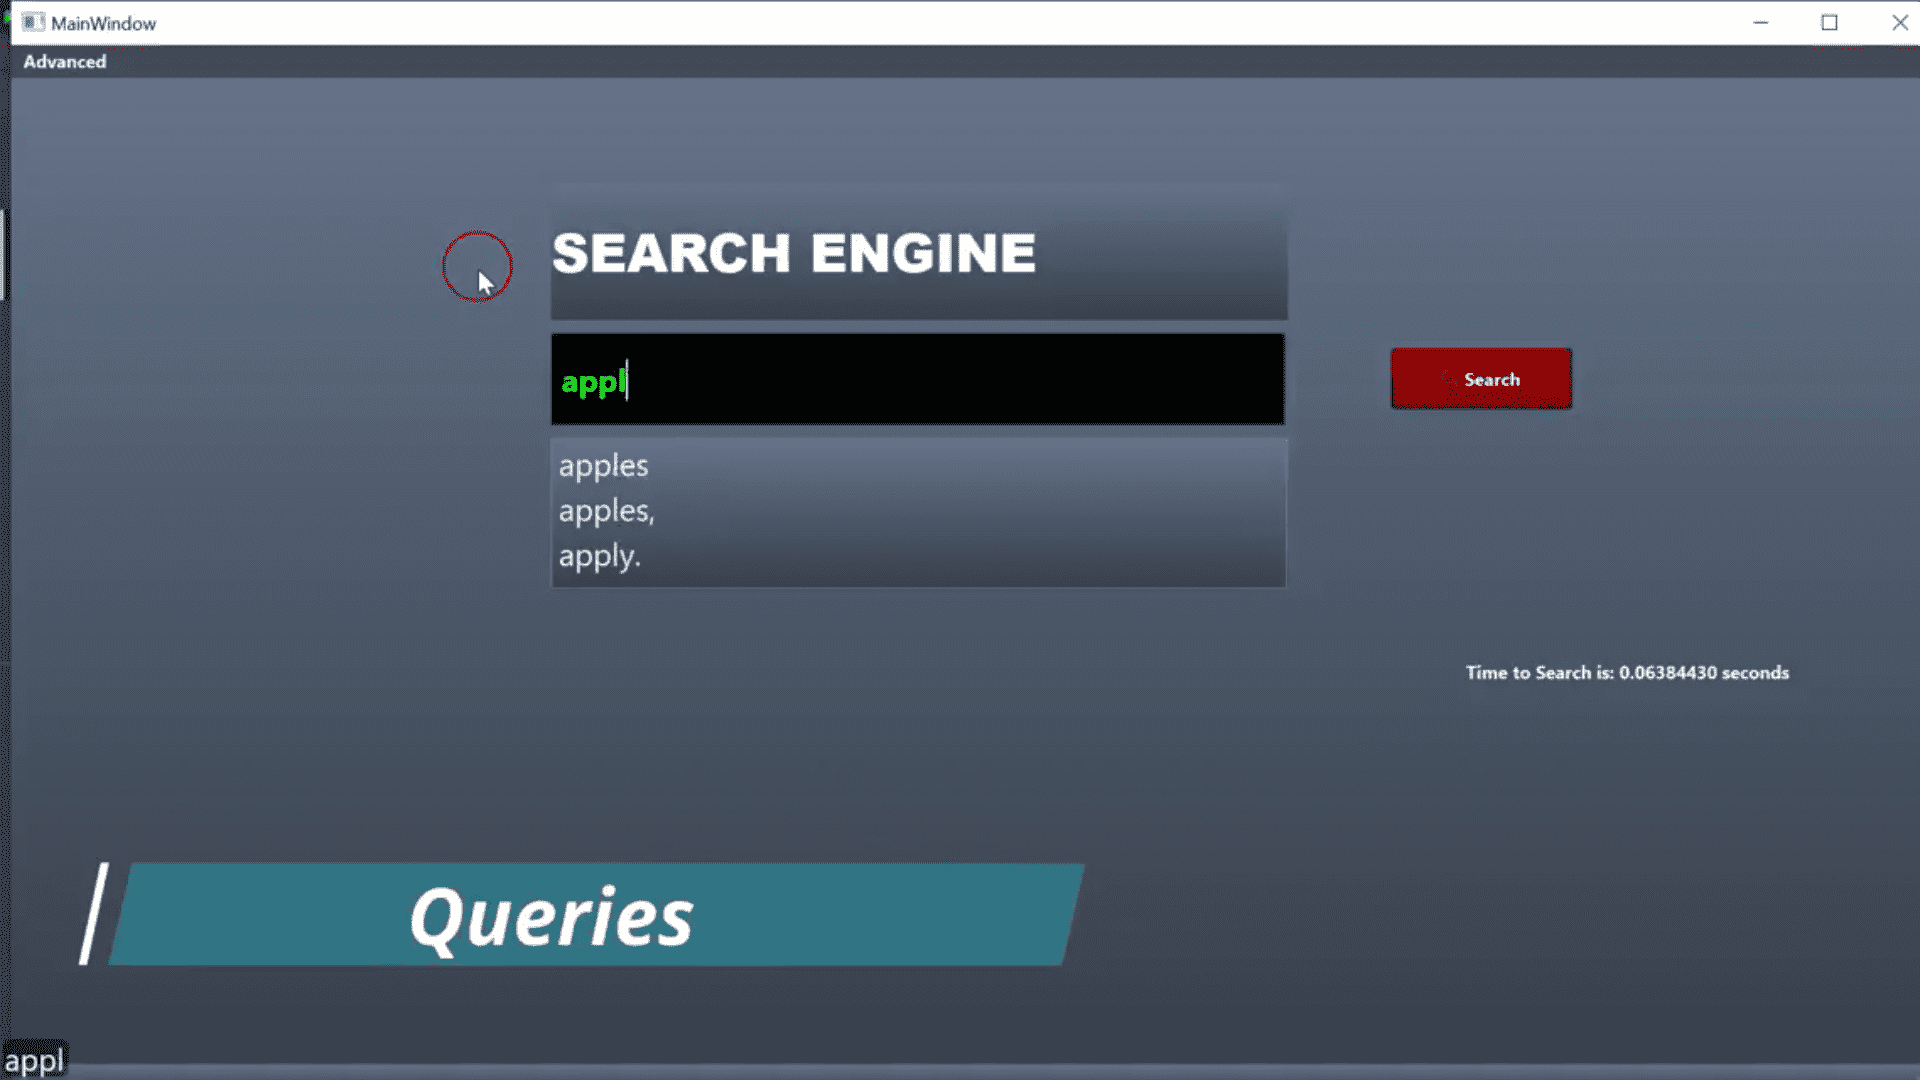 MainWindow
Advanced
SEARCH ENGINE
appl
Search
apples
apples,
apply.
Time to Search is: 0.06384430 seconds
Queries
appl